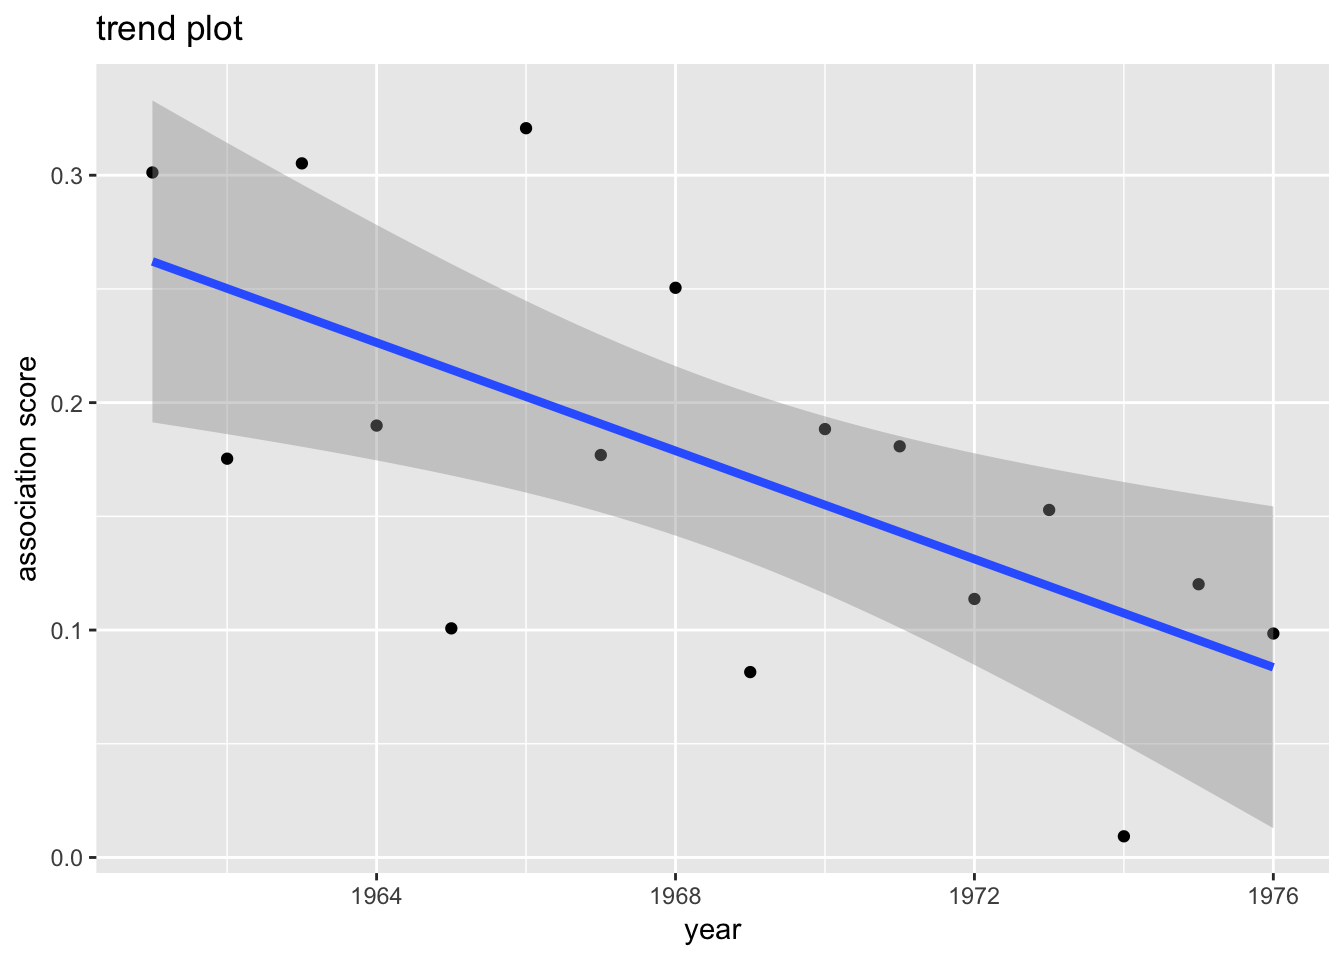 trend plot
association score
0.3
0.2
0.1
0.0
1964 1968 1972 1976
year